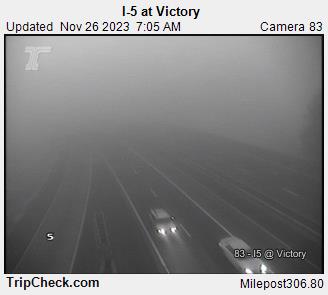 I-5 at Victory
Updated Nov 26 2023 7:05 AM Camera 83
S
83 - I5 @ Victory
TripCheck.com Milepost306.80